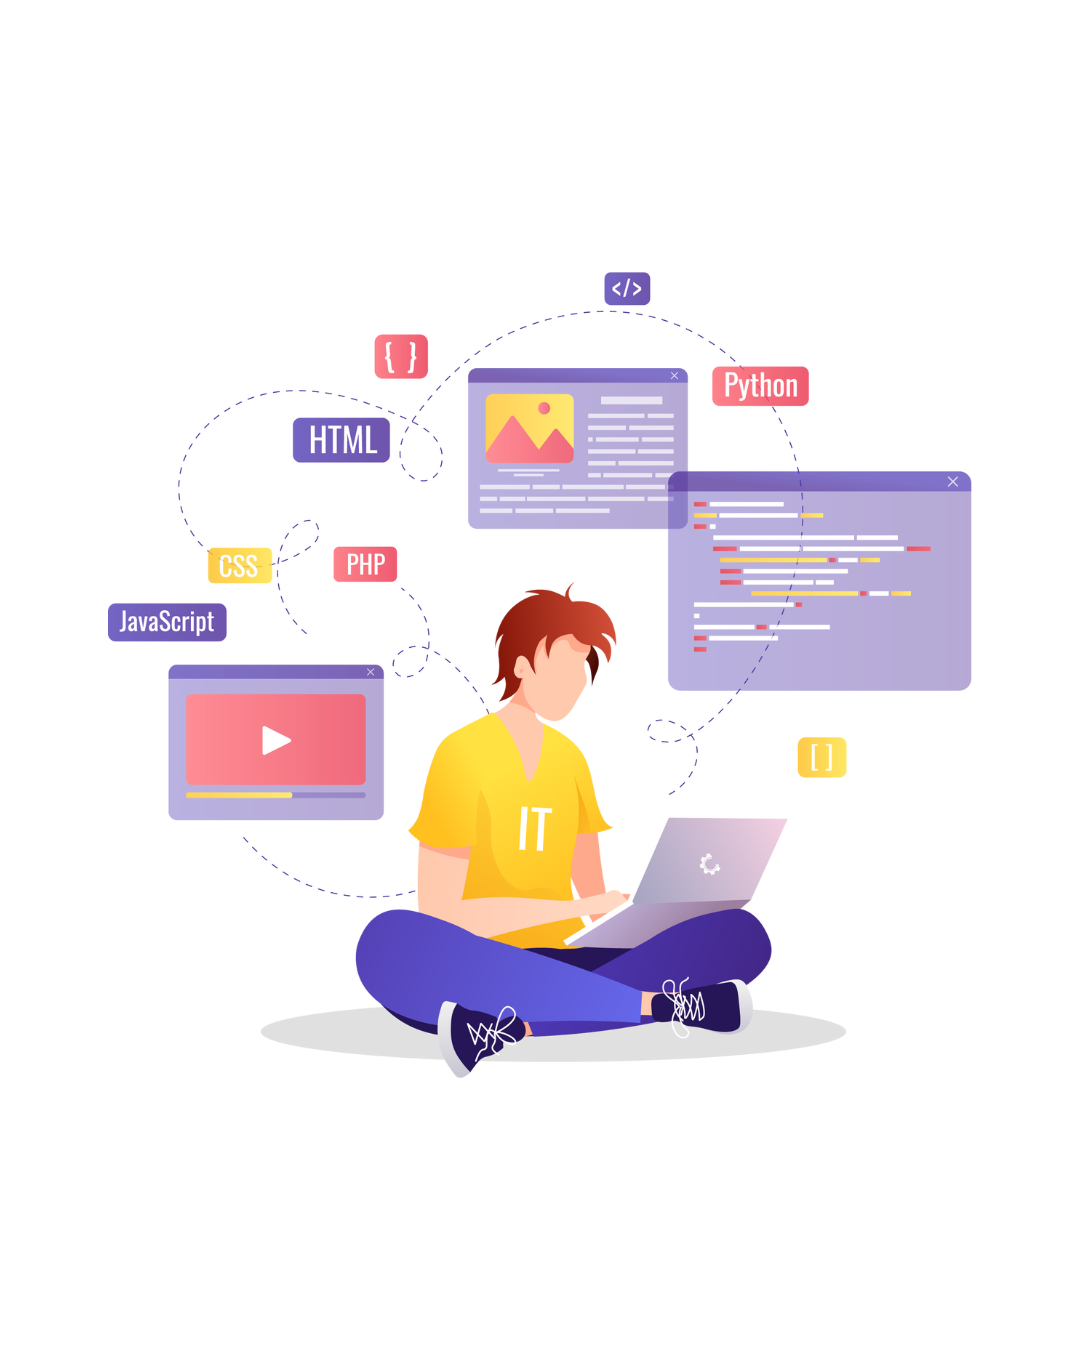 </>
{ }
Python
HTML
CSS
PHP
JavaScript
[ ]
IT